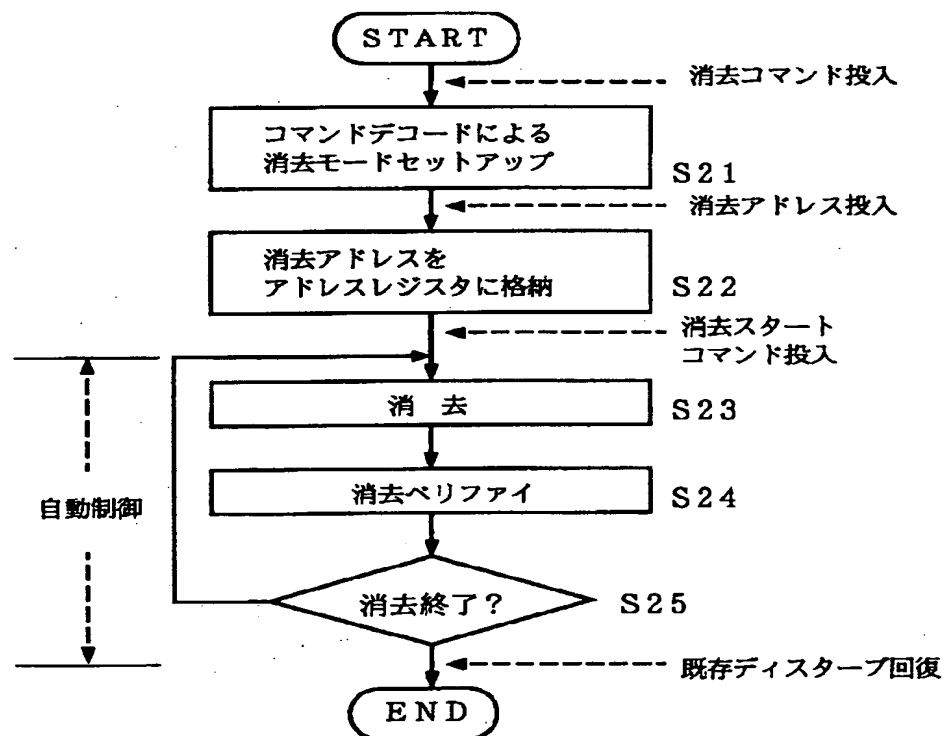 START
消去コマンド投入
コマンドデコードによる
消去モードセットアップ
S21
消去アドレス投入
消去アドレスを
アドレスレジスタに格納
S22
消去スタート
コマンド投入
消 去
S23
消去ベリファイ
S24
自動制御
消去終了?
S25
既存ディスターブ回復
END